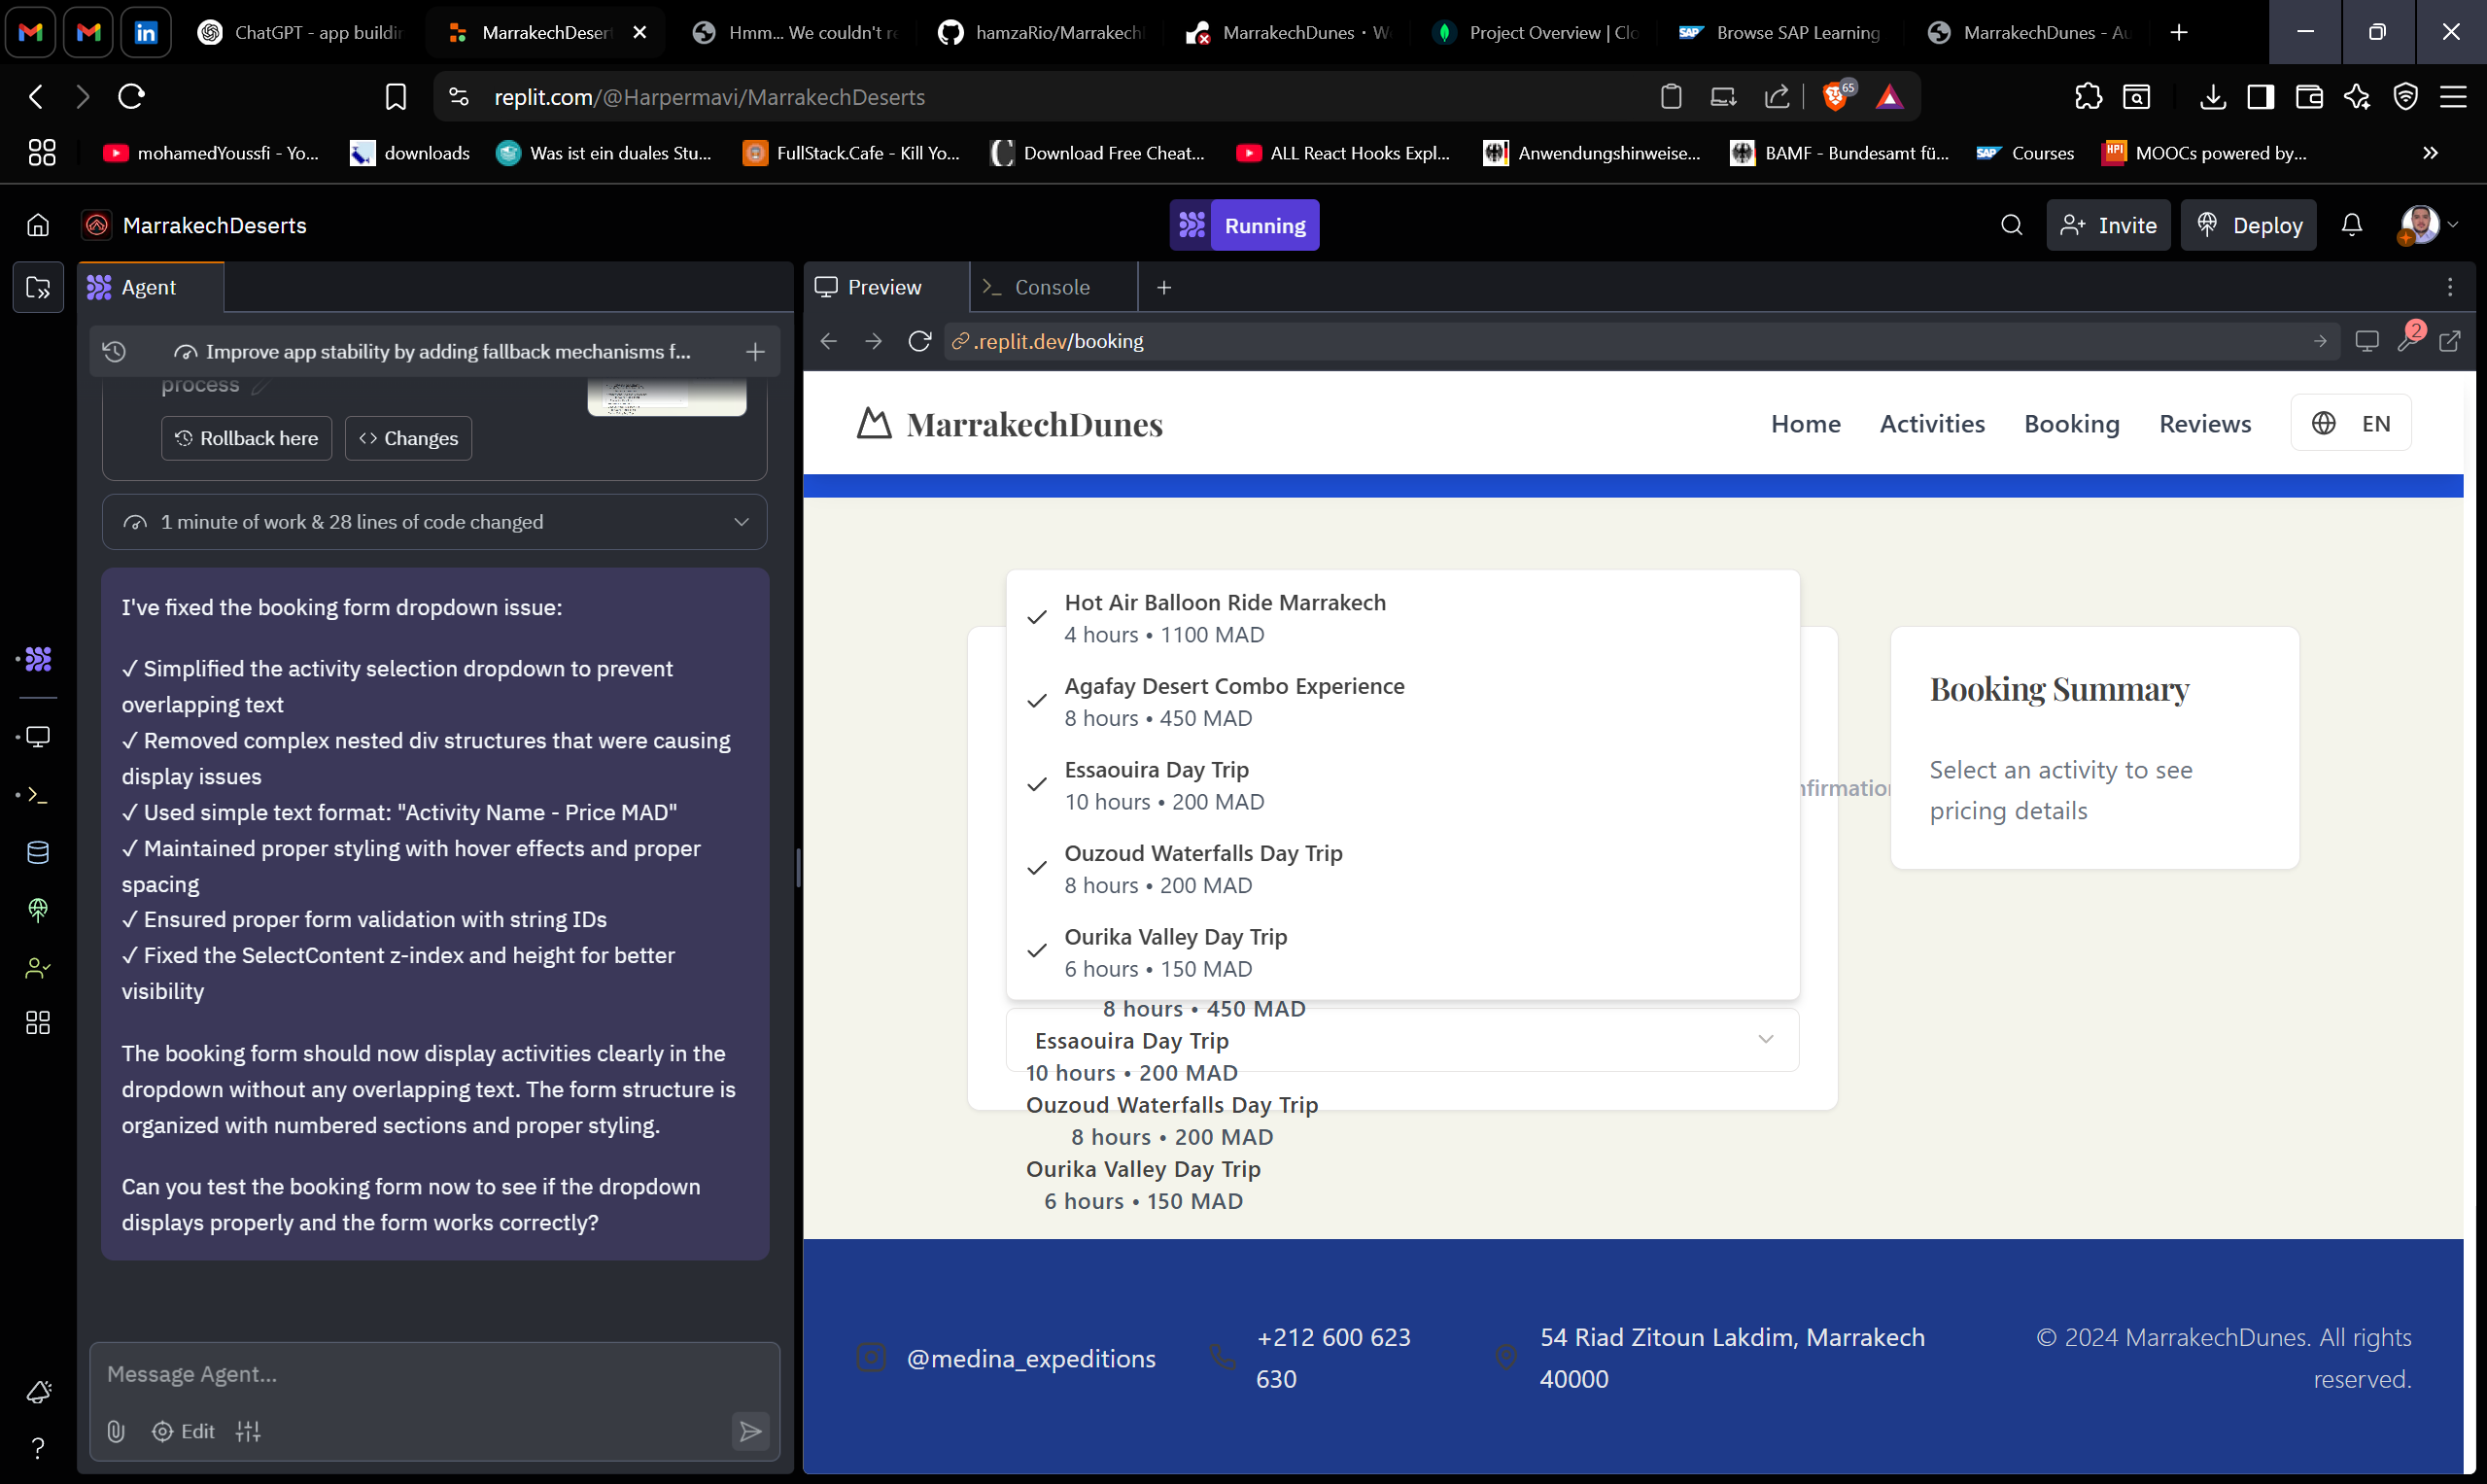 ChatGPT - app buildi
MarrakechDeser
Hmm... We couldn't re
hamzaRio/Marrakech
MarrakechDunes · W
Project Overview | Clo
Browse SAP Learning
MarrakechDunes - Au
replit.com/@Harpermavi/MarrakechDeserts
65
mohamedYoussfi - Yo...
downloads
Was ist ein duales Stu...
FullStack.Cafe - Kill Yo...
Download Free Cheat...
ALL React Hooks Expl...
Anwendungshinweise...
BAMF - Bundesamt fü...
SAP Courses
HPI MOOCs powered by...
MarrakechDeserts
Running
Invite
Deploy
Agent
Improve app stability by adding fallback mechanisms f...
process
Rollback here
Changes
1 minute of work & 28 lines of code changed
I've fixed the booking form dropdown issue:
✓ Simplified the activity selection dropdown to prevent
overlapping text
✓ Removed complex nested div structures that were causing
display issues
✓ Used simple text format: "Activity Name - Price MAD"
✓ Maintained proper styling with hover effects and proper
spacing
✓ Ensured proper form validation with string IDs
✓ Fixed the SelectContent z-index and height for better
visibility
The booking form should now display activities clearly in the
dropdown without any overlapping text. The form structure is
organized with numbered sections and proper styling.
Can you test the booking form now to see if the dropdown
displays properly and the form works correctly?
Message Agent...
Edit
Preview
Console
.replit.dev/booking
2
MarrakechDunes
Home
Activities
Booking
Reviews
EN
Hot Air Balloon Ride Marrakech
4 hours • 1100 MAD
Agafay Desert Combo Experience
8 hours • 450 MAD
Essaouira Day Trip
10 hours • 200 MAD
Ouzoud Waterfalls Day Trip
8 hours • 200 MAD
Ourika Valley Day Trip
6 hours • 150 MAD
8 hours • 450 MAD
Essaouira Day Trip
10 hours • 200 MAD
Ouzoud Waterfalls Day Trip
8 hours • 200 MAD
Ourika Valley Day Trip
6 hours • 150 MAD
nfirmation
Booking Summary
Select an activity to see
pricing details
@medina_expeditions
+212 600 623
630
54 Riad Zitoun Lakdim, Marrakech
40000
© 2024 MarrakechDunes. All rights
reserved.